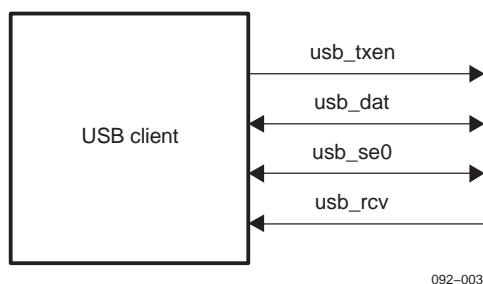 usb_txen
usb_dat
USB client
usb_se0
usb_rcv
092–003